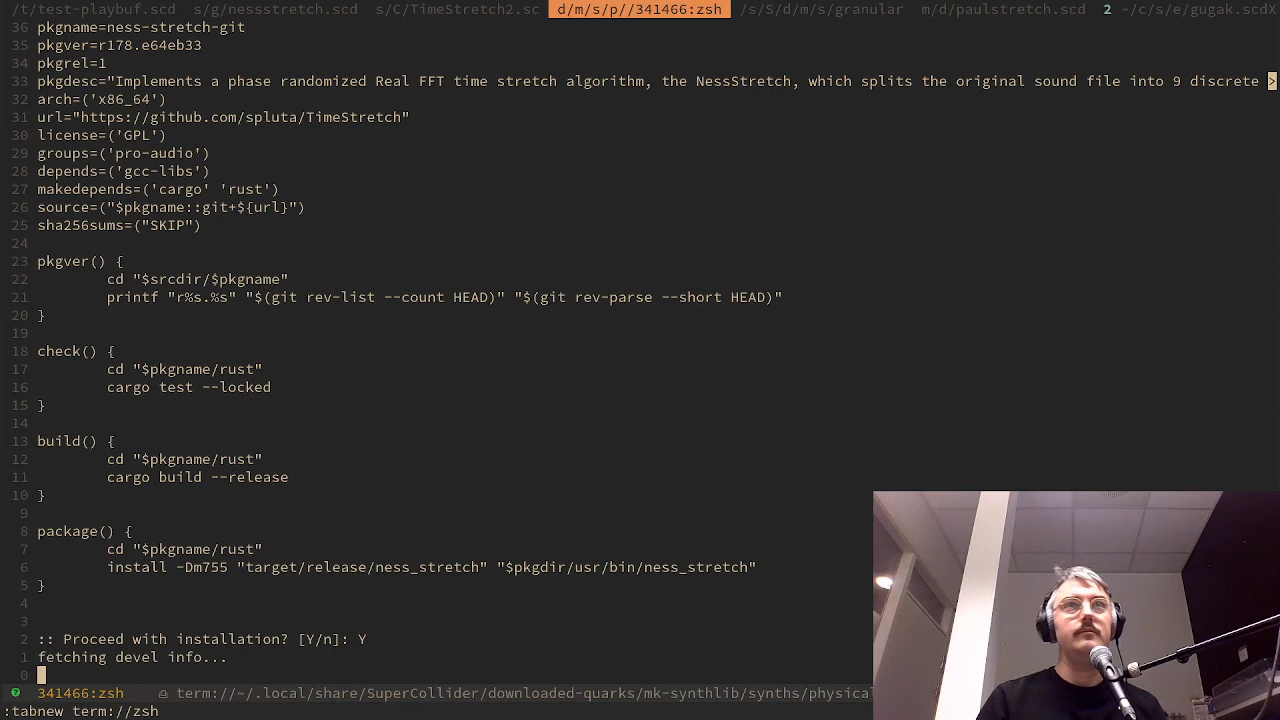 /t/test-playbuf.scd s/g/nessstretch.scd s/C/TimeStretch2.sc d/m/s/p//341466:zsh /s/S/d/m/s/granular m/d/paulstretch.scd 2 ~/c/s/e/gugak.scdX
36 pkgname=ness-stretch-git
35 pkgver=r178.e64eb33
34 pkgrel=1
33 pkgdesc="Implements a phase randomized Real FFT time stretch algorithm, the NessStretch, which splits the original sound file into 9 discrete >
32 arch=('x86_64')
31 url="https://github.com/spluta/TimeStretch"
30 license=('GPL')
29 groups=('pro-audio')
28 depends=('gcc-libs')
27 makedepends=('cargo' 'rust')
26 source=("$pkgname::git+${url}")
25 sha256sums=("SKIP")
24
23 pkgver() {
22 cd "$srcdir/$pkgname"
21 printf "r%s.%s" "$(git rev-list --count HEAD)" "$(git rev-parse --short HEAD)"
20 }
19
18 check() {
17 cd "$pkgname/rust"
16 cargo test --locked
15 }
14
13 build() {
12 cd "$pkgname/rust"
11 cargo build --release
10 }
9
8 package() {
7 cd "$pkgname/rust"
6 install -Dm755 "target/release/ness_stretch" "$pkgdir/usr/bin/ness_stretch"
5 }
4
3
2 :: Proceed with installation? [Y/n]: Y
1 fetching devel info...
0
341466:zsh term://~/.local/share/SuperCollider/downloaded-quarks/mk-synthlib/synths/physical
:tabnew term://zsh